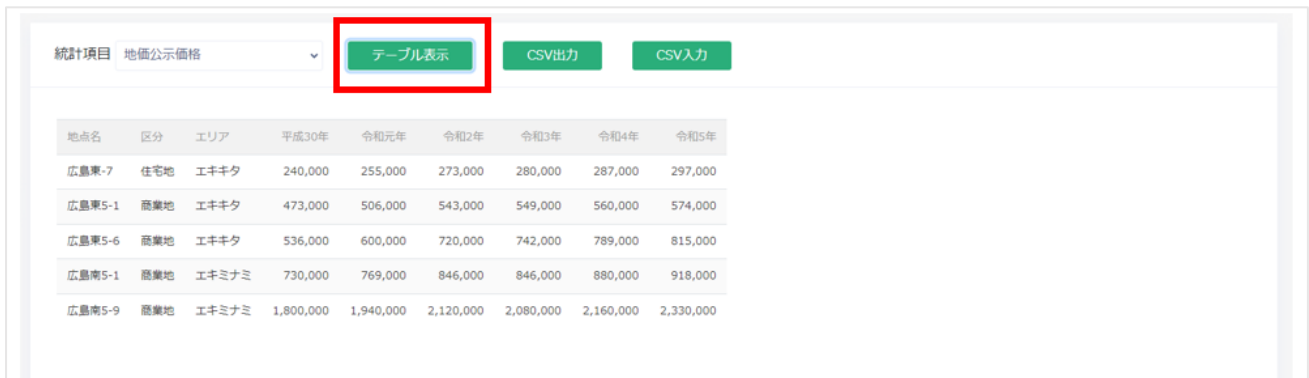 統計項目 地価公示価格 テーブル表示 CSV出力 CSV入力
地点名 区分 エリア 平成30年 令和元年 令和2年 令和3年 令和4年 令和5年
広島東-7 住宅地 エキキタ 240,000 255,000 273,000 280,000 287,000 297,000
広島東5-1 商業地 エキキタ 473,000 506,000 543,000 549,000 560,000 574,000
広島東5-6 商業地 エキキタ 536,000 600,000 720,000 742,000 789,000 815,000
広島南5-1 商業地 エキミナミ 730,000 769,000 846,000 846,000 880,000 918,000
広島南5-9 商業地 エキミナミ 1,800,000 1,940,000 2,120,000 2,080,000 2,160,000 2,330,000